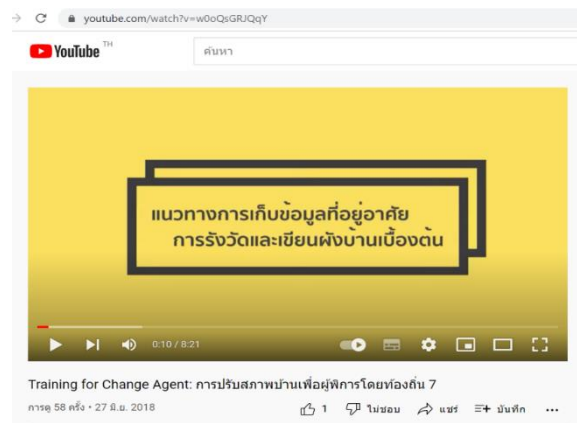 youtube.com/watch?v=w0oQsGRJQqY
YouTube TH
ค้นหา
แนวทางการเก็บข้อมูลที่อยู่อาศัย
การรังวัดและเขียนผังบ้านเบื้องต้น
0:10 / 8:21
Training for Change Agent: การปรับสภาพบ้านเพื่อผู้พิการโดยท้องถิ่น 7
การดู 58 ครั้ง • 27 มิ.ย. 2018
1 ไม่ชอบ แชร์ บันทึก